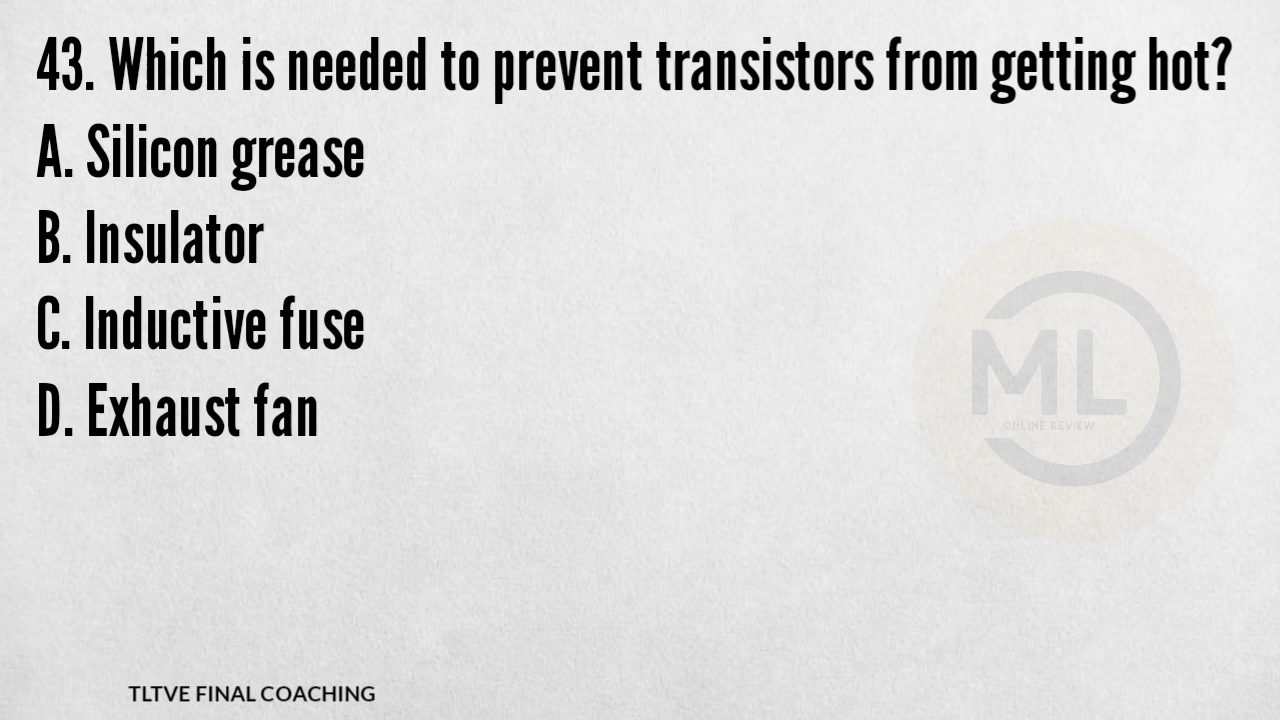 43. Which is needed to prevent transistors from getting hot?
A. Silicon grease
B. Insulator
C. Inductive fuse
D. Exhaust fan
ML
ONLINE REVIEW
TLTVE FINAL COACHING